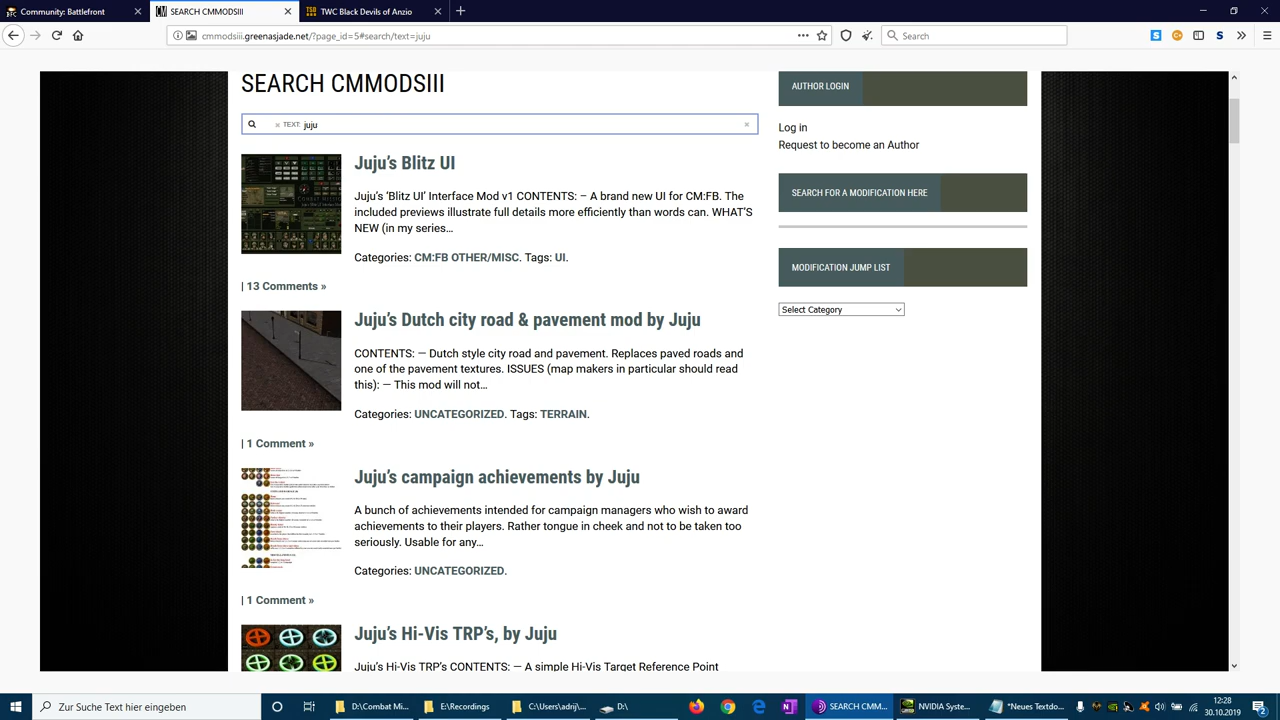 Community: Battlefront
SEARCH CMMODSIII
TWC Black Devils of Anzio
cmmodsiii.greenasjade.net/?page_id=5#search/text=juju
Search
SEARCH CMMODSIII
TEXT: juju
Juju's Blitz UI
Juju's 'Blitz UI' Interface Mod v1 CONTENTS: – A brand new UI for CM:FB. The
included previews illustrate full details more efficiently than words can. WHAT'S
NEW (in my series...
Categories: CM:FB OTHER/MISC. Tags: UI.
| 13 Comments »
Juju's Dutch city road & pavement mod by Juju
CONTENTS: — Dutch style city road and pavement. Replaces paved roads and
one of the pavement textures. ISSUES (map makers in particular should read
this): — This mod will not...
Categories: UNCATEGORIZED. Tags: TERRAIN.
| 1 Comment »
Juju's campaign achievements by Juju
A bunch of achievements intended for campaign managers who wish to award
achievements to their players. Rather tongue in cheek and not to be taken too
seriously. Usable for any...
Categories: UNCATEGORIZED.
| 1 Comment »
Juju's Hi-Vis TRP's, by Juju
Juju's Hi-Vis TRP's CONTENTS: — A simple Hi-Vis Target Reference Point
AUTHOR LOGIN
Log in
Request to become an Author
SEARCH FOR A MODIFICATION HERE
MODIFICATION JUMP LIST
Select Category
Zur Suche Text hier eingeben
D:\Combat Mi...
E:\Recordings
C:\Users\adrij...
D:\
SEARCH CMM...
NVIDIA Syste...
*Neues Textdo...
12:28
30.10.2019
2